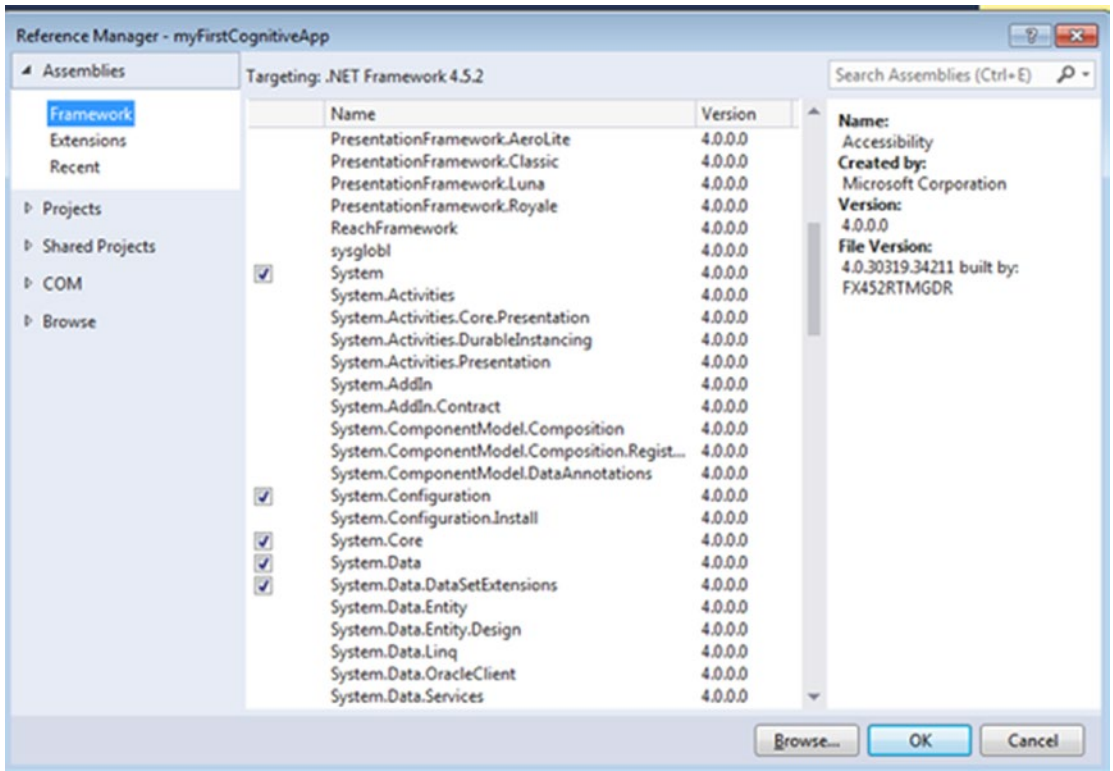 Reference Manager - myFirstCognitiveApp
Assemblies
Framework
Extensions
Recent
Projects
Shared Projects
COM
Browse
Targeting: .NET Framework 4.5.2
Name Version
PresentationFramework.AeroLite 4.0.0.0
PresentationFramework.Classic 4.0.0.0
PresentationFramework.Luna 4.0.0.0
PresentationFramework.Royale 4.0.0.0
ReachFramework 4.0.0.0
sysglobl 4.0.0.0
System 4.0.0.0
System.Activities 4.0.0.0
System.Activities.Core.Presentation 4.0.0.0
System.Activities.DurableInstancing 4.0.0.0
System.Activities.Presentation 4.0.0.0
System.AddIn 4.0.0.0
System.AddIn.Contract 4.0.0.0
System.ComponentModel.Composition 4.0.0.0
System.ComponentModel.Composition.Regist... 4.0.0.0
System.ComponentModel.DataAnnotations 4.0.0.0
System.Configuration 4.0.0.0
System.Configuration.Install 4.0.0.0
System.Core 4.0.0.0
System.Data 4.0.0.0
System.Data.DataSetExtensions 4.0.0.0
System.Data.Entity 4.0.0.0
System.Data.Entity.Design 4.0.0.0
System.Data.Linq 4.0.0.0
System.Data.OracleClient 4.0.0.0
System.Data.Services 4.0.0.0
Search Assemblies (Ctrl+E)
Name:
Accessibility
Created by:
Microsoft Corporation
Version:
4.0.0.0
File Version:
4.0.30319.34211 built by:
FX452RTMGDR
Browse... OK Cancel